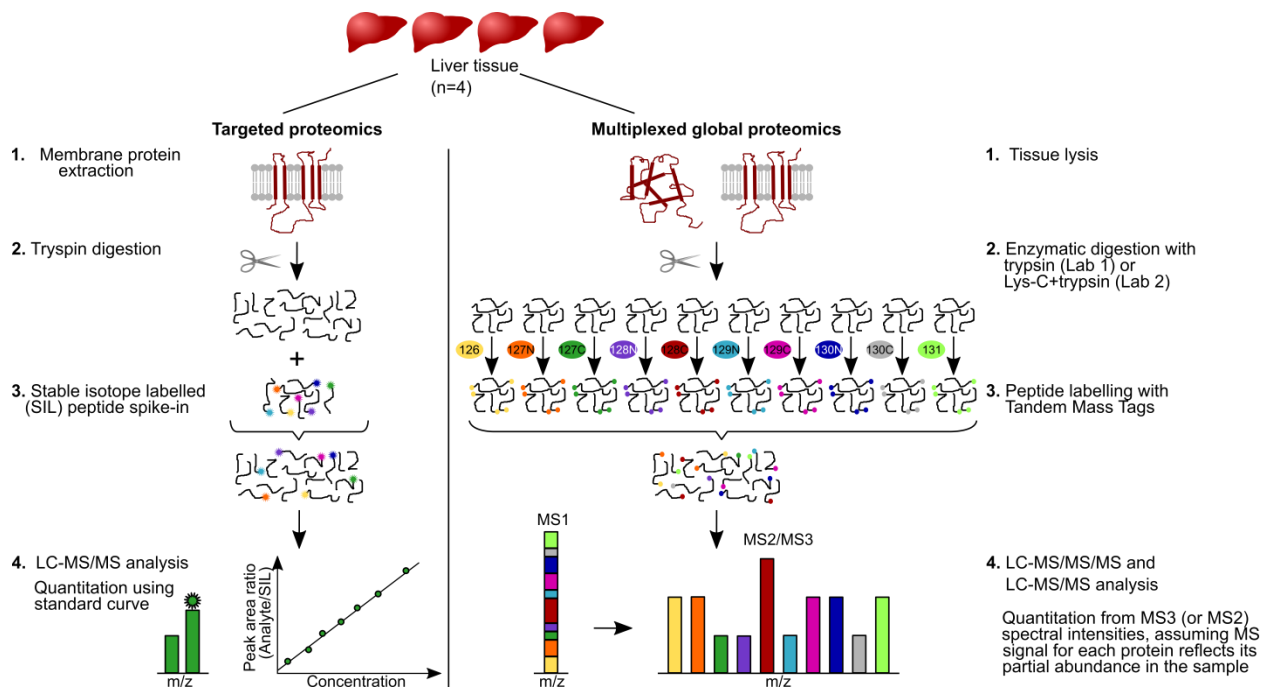 Liver tissue
(n=4)
Targeted proteomics
Multiplexed global proteomics
1. Membrane protein
extraction
2. Tryspin digestion
+
3. Stable isotope labelled
(SIL) peptide spike-in
4. LC-MS/MS analysis
Quantitation using
standard curve
m/z
Peak area ratio
(Analyte/SIL)
Concentration
1. Tissue lysis
2. Enzymatic digestion with
trypsin (Lab 1) or
Lys-C+trypsin (Lab 2)
126 127N 127C 128N 128C 129N 129C 130N 130C 131
3. Peptide labelling with
Tandem Mass Tags
MS1
m/z
MS2/MS3
m/z
4. LC-MS/MS/MS and
LC-MS/MS analysis
Quantitation from MS3 (or MS2)
spectral intensities, assuming MS
signal for each protein reflects its
partial abundance in the sample